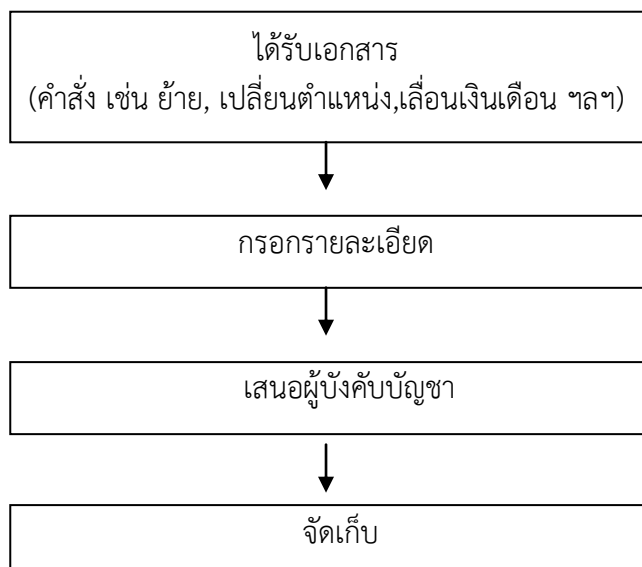 ได้รับเอกสาร
(คำสั่ง เช่น ย้าย, เปลี่ยนตำแหน่ง,เลื่อนเงินเดือน ฯลฯ)
กรอกรายละเอียด
เสนอผู้บังคับบัญชา
จัดเก็บ